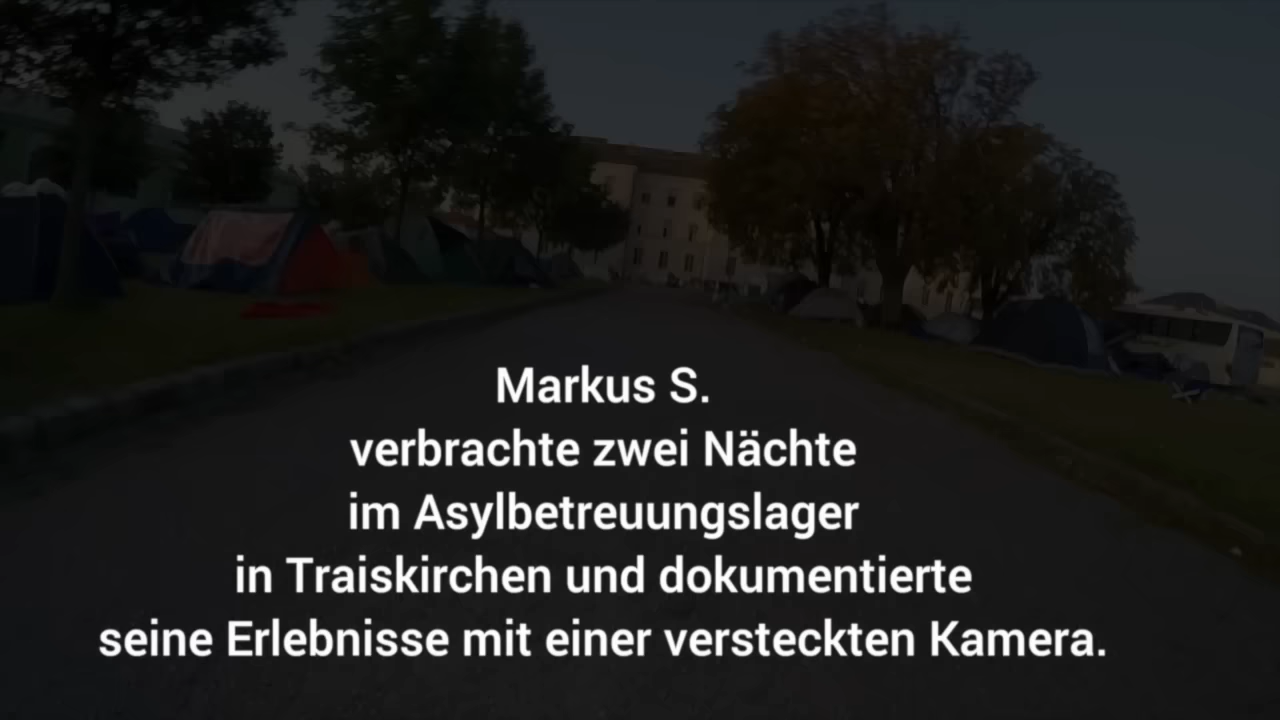 Markus S.
verbrachte zwei Nächte
im Asylbetreuungslager
in Traiskirchen und dokumentierte
seine Erlebnisse mit einer versteckten Kamera.